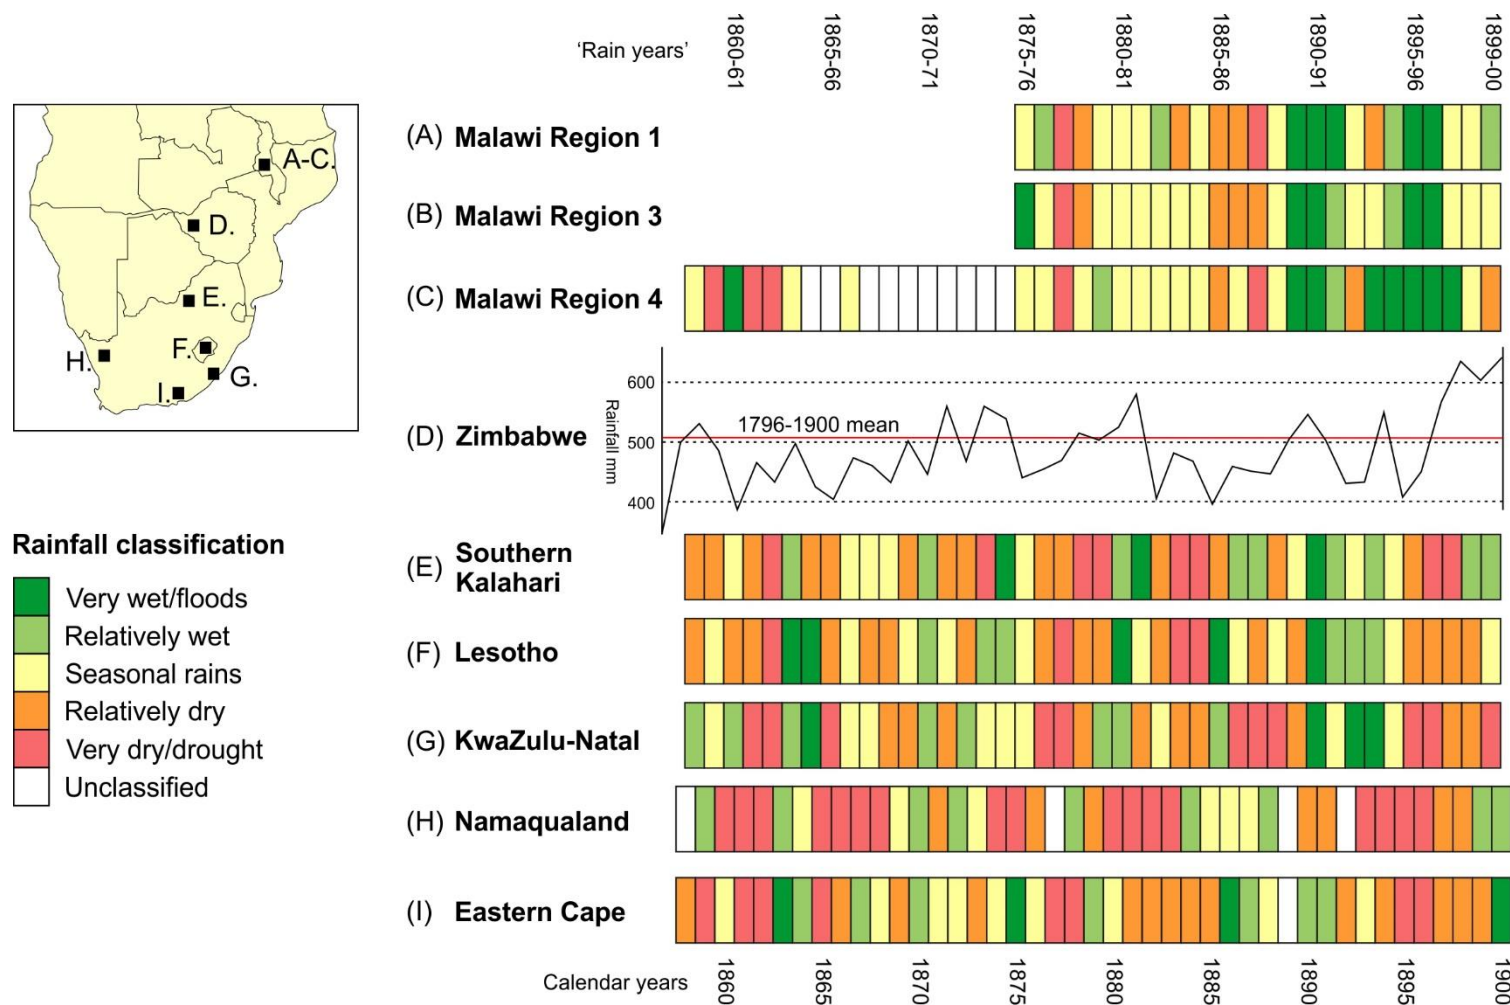 'Rain years'
1860-61
1865-66
1870-71
1875-76
1880-81
1885-86
1890-91
1895-96
1899-00
A-C.
D.
E.
F.
G.
H.
I.
(A) Malawi Region 1
(B) Malawi Region 3
(C) Malawi Region 4
(D) Zimbabwe
Rainfall mm
600
500
400
1796-1900 mean
Rainfall classification
Very wet/floods
Relatively wet
Seasonal rains
Relatively dry
Very dry/drought
Unclassified
(E) Southern
Kalahari
(F) Lesotho
(G) KwaZulu-Natal
(H) Namaqualand
(I) Eastern Cape
Calendar years
1860
1865
1870
1875
1880
1885
1890
1895
1900